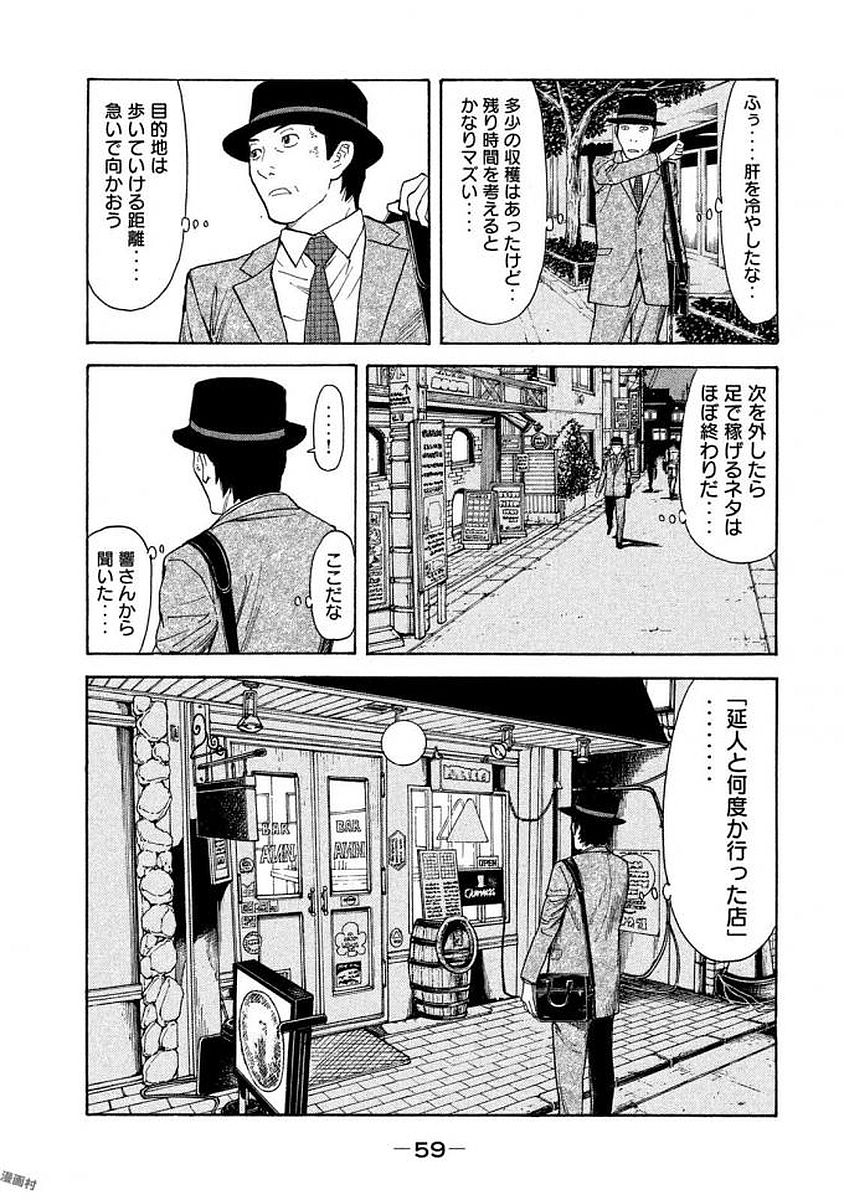 ふぅ‥‥肝を冷やしたな‥
多少の収穫はあったけど‥
残り時間を考えると
かなりマズい‥‥
目的地は
歩いていける距離‥‥
急いで向かおう
次を外したら
足で稼げるネタは
ほぼ終わりだ‥‥
‥‥！
ここだな
響さんから
聞いた‥‥
「延人と何度か行った店」
‥‥‥‥
BAR
BAR
OPEN
GUINNESS
―59―
漫画村